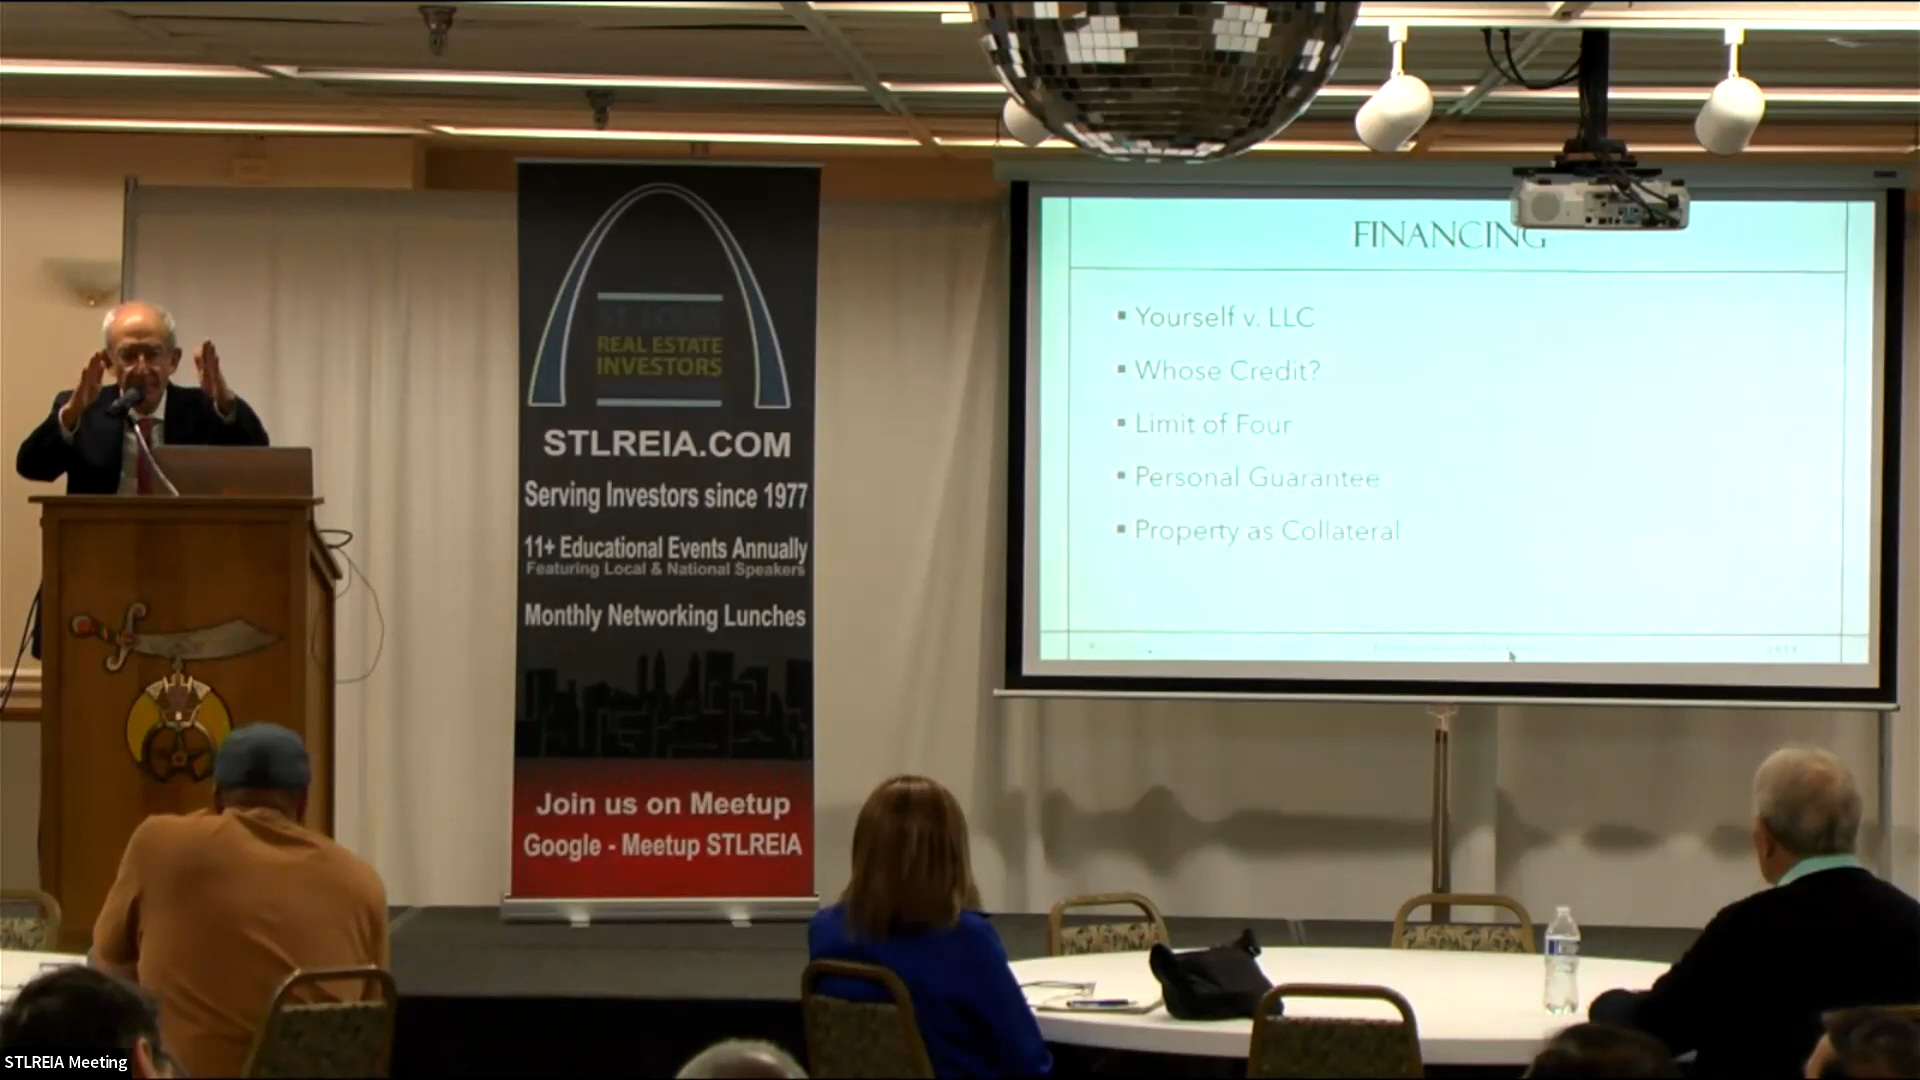 ST. LOUIS
REAL ESTATE
INVESTORS
STLREIA.COM
Serving Investors since 1977
11+ Educational Events Annually
Featuring Local & National Speakers
Monthly Networking Lunches
Join us on Meetup
Google - Meetup STLREIA
FINANCING
Yourself v. LLC
Whose Credit?
Limit of Four
Personal Guarantee
Property as Collateral
STLREIA Meeting